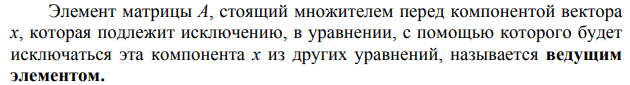 Элемент матрицы A, стоящий множителем перед компонентой вектора
x, которая подлежит исключению, в уравнении, с помощью которого будет
исключаться эта компонента x из других уравнений, называется ведущим
элементом.